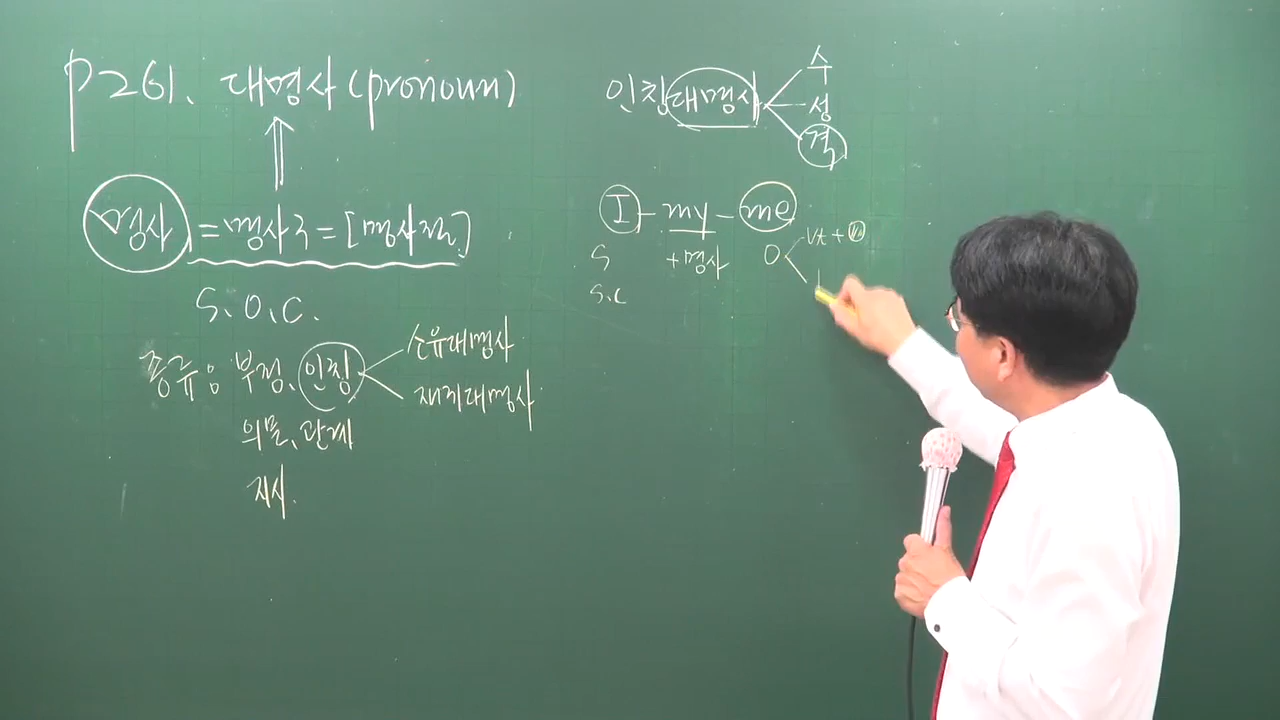 P261. 대명사 (pronoun)
명사 = 명사구 = [명사절]
S. O. C.
종류: 부정, 인칭
소유대명사
재귀대명사
의문, 관계
지시.
인칭대명사
수
성
격
I - my - me
S +명사 O vt +
S.C